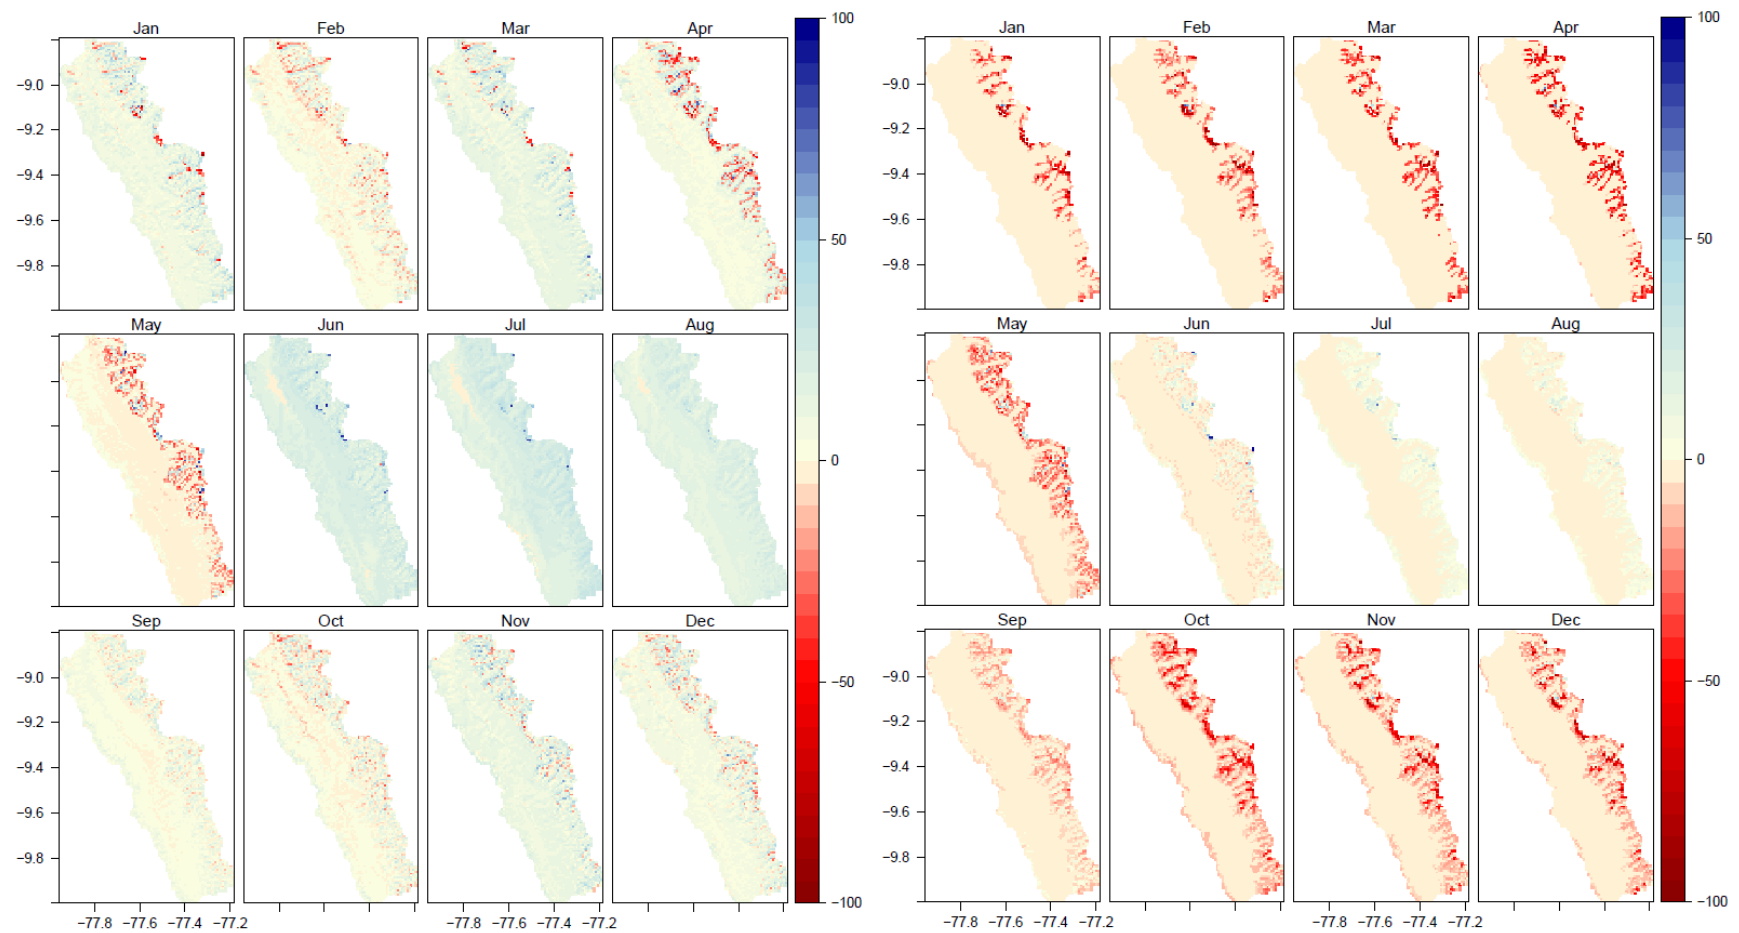 Jan Feb Mar Apr 100 Jan Feb Mar Apr 100
−9.0 −9.0
−9.2 −9.2
−9.4 −9.4
−9.6 −9.6
50 50
−9.8 −9.8
May Jun Jul Aug May Jun Jul Aug
0 0
Sep Oct Nov Dec Sep Oct Nov Dec
−9.0 −50 −9.0 −50
−9.2 −9.2
−9.4 −9.4
−9.6 −9.6
−9.8 −9.8
−100 −100
−77.8 −77.6 −77.4 −77.2 −77.8 −77.6 −77.4 −77.2 −77.8 −77.6 −77.4 −77.2 −77.8 −77.6 −77.4 −77.2